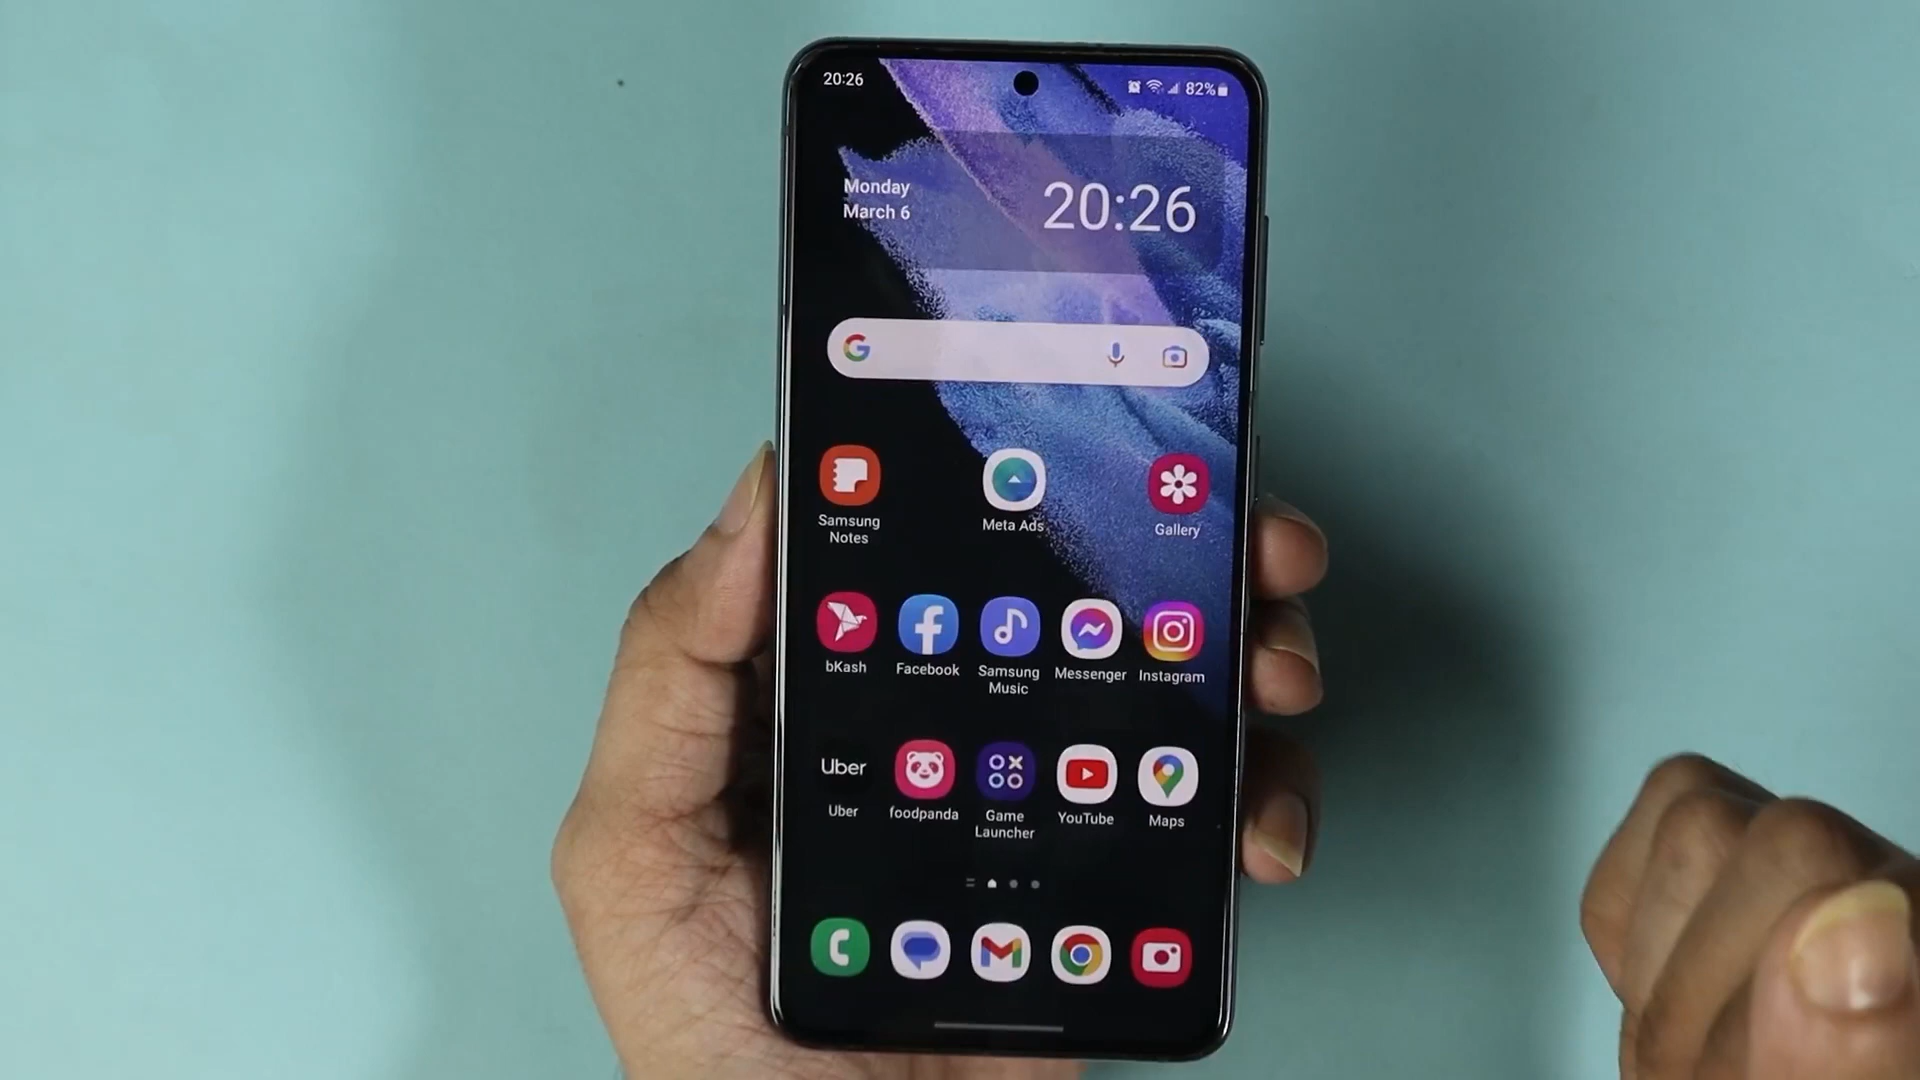 20:26
82%
Monday
March 6
20:26
Samsung
Notes
Meta Ads
Gallery
bKash
Facebook
Samsung
Music
Messenger
Instagram
Uber
Uber
foodpanda
Game
Launcher
YouTube
Maps